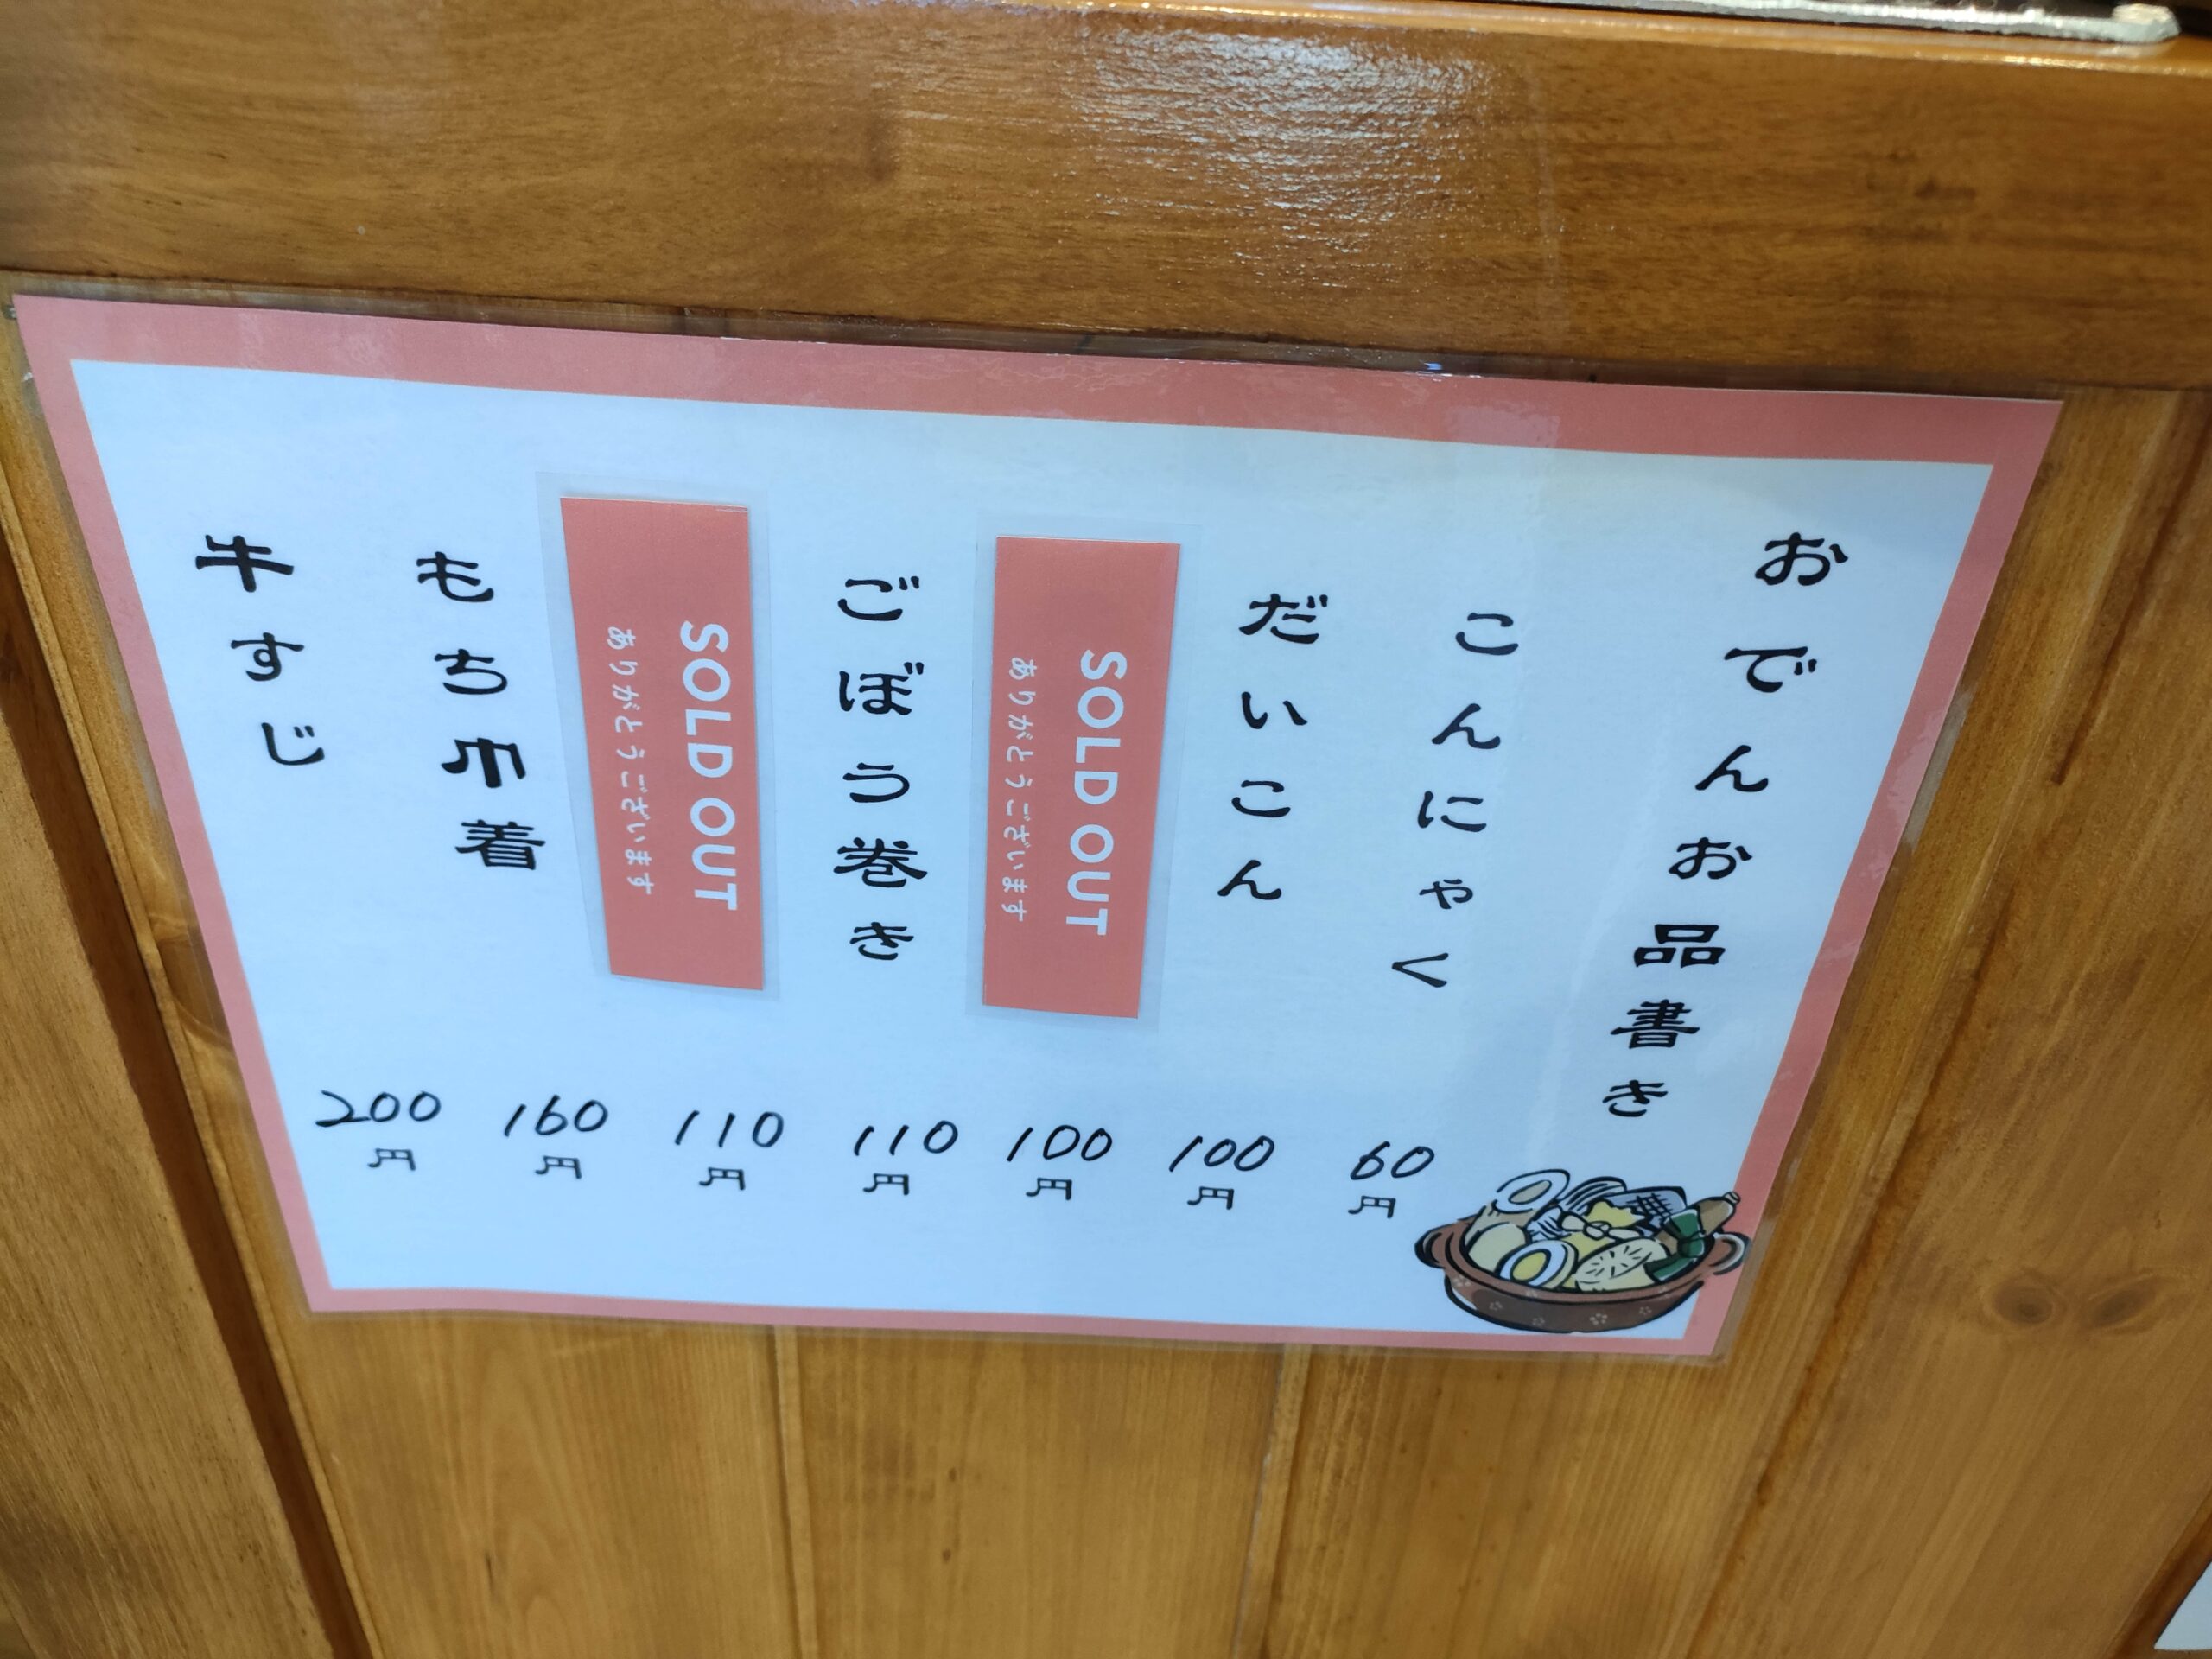 おでんお品書き
こんにゃく 60円
だいこん 100円
SOLD OUT
ありがとうございます
100円
ごぼう巻き 110円
SOLD OUT
ありがとうございます
110円
もち巾着 160円
牛すじ 200円